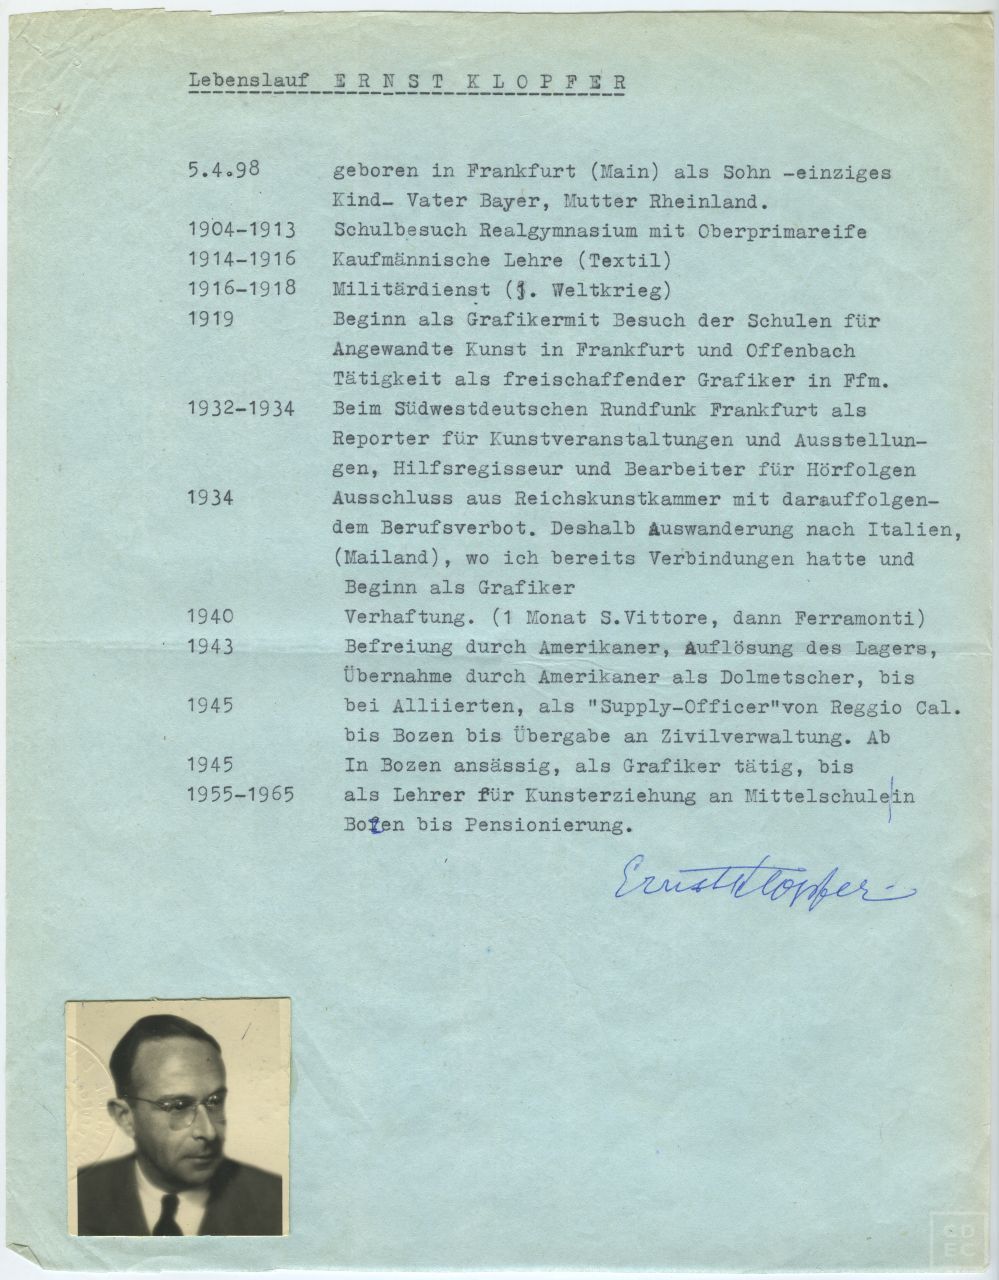 Lebenslauf E R N S T K L O P F E R
5.4.98 geboren in Frankfurt (Main) als Sohn -einziges
Kind- Vater Bayer, Mutter Rheinland.
1904-1913 Schulbesuch Realgymnasium mit Oberprimareife
1914-1916 Kaufmännische Lehre (Textil)
1916-1918 Militärdienst (1. Weltkrieg)
1919 Beginn als Grafikermit Besuch der Schulen für
Angewandte Kunst in Frankfurt und Offenbach
Tätigkeit als freischaffender Grafiker in Ffm.
1932-1934 Beim Südwestdeutschen Rundfunk Frankfurt als
Reporter für Kunstveranstaltungen und Ausstellun-
gen, Hilfsregisseur und Bearbeiter für Hörfolgen
1934 Ausschluss aus Reichskunstkammer mit darauffolgen-
dem Berufsverbot. Deshalb Auswanderung nach Italien,
(Mailand), wo ich bereits Verbindungen hatte und
Beginn als Grafiker
1940 Verhaftung. (1 Monat S.Vittore, dann Ferramonti)
1943 Befreiung durch Amerikaner, Auflösung des Lagers,
Übernahme durch Amerikaner als Dolmetscher, bis
1945 bei Alliierten, als "Supply-Officer"von Reggio Cal.
bis Bozen bis Übergabe an Zivilverwaltung. Ab
1945 In Bozen ansässig, als Grafiker tätig, bis
1955-1965 als Lehrer für Kunsterziehung an Mittelschule in
Bozen bis Pensionierung.
Ernst Klopfer
CD
EC